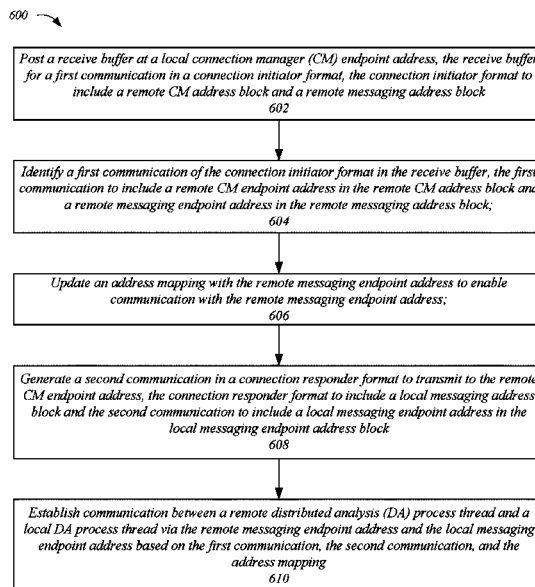 600
Post a receive buffer at a local connection manager (CM) endpoint address, the receive buffer
for a first communication in a connection initiator format, the connection initiator format to
include a remote CM address block and a remote messaging address block
602
Identify a first communication of the connection initiator format in the receive buffer, the first
communication to include a remote CM endpoint address in the remote CM address block and
a remote messaging endpoint address in the remote messaging address block;
604
Update an address mapping with the remote messaging endpoint address to enable
communication with the remote messaging endpoint address;
606
Generate a second communication in a connection responder format to transmit to the remote
CM endpoint address, the connection responder format to include a local messaging address
block and the second communication to include a local messaging endpoint address in the
local messaging endpoint address block
608
Establish communication between a remote distributed analysis (DA) process thread and a
local DA process thread via the remote messaging endpoint address and the local messaging
endpoint address based on the first communication, the second communication, and the
address mapping
610